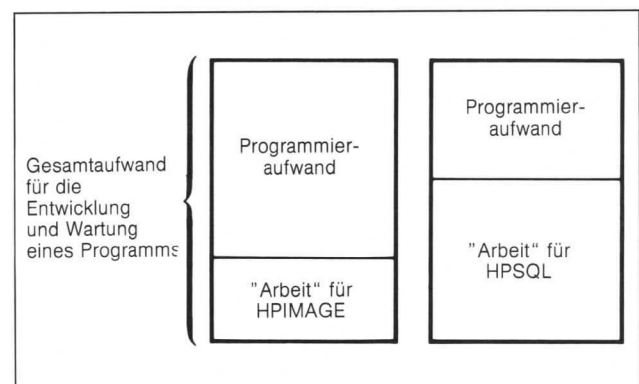 Gesamtaufwand
für die
Entwicklung
und Wartung
eines Programms
Programmier-
aufwand
"Arbeit“ für
HPIMAGE
Programmier-
aufwand
"Arbeit“ für
HPSQL